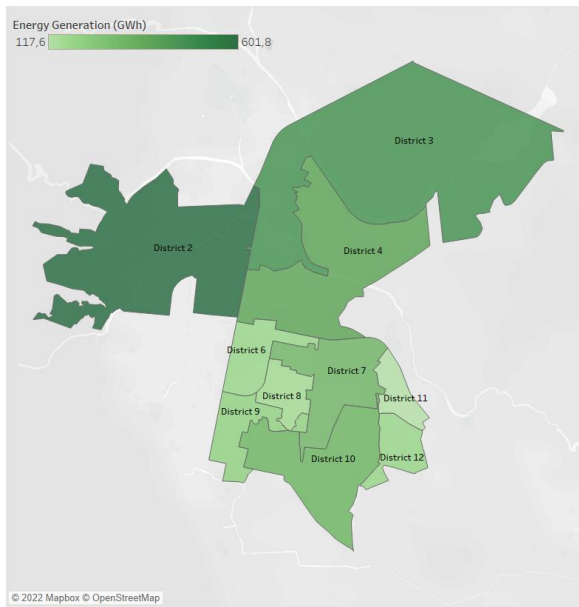 Energy Generation (GWh)
117,6 601,8
District 3
District 2
District 4
District 6
District 7
District 8
District 11
District 9
District 10
District 12
© 2022 Mapbox © OpenStreetMap